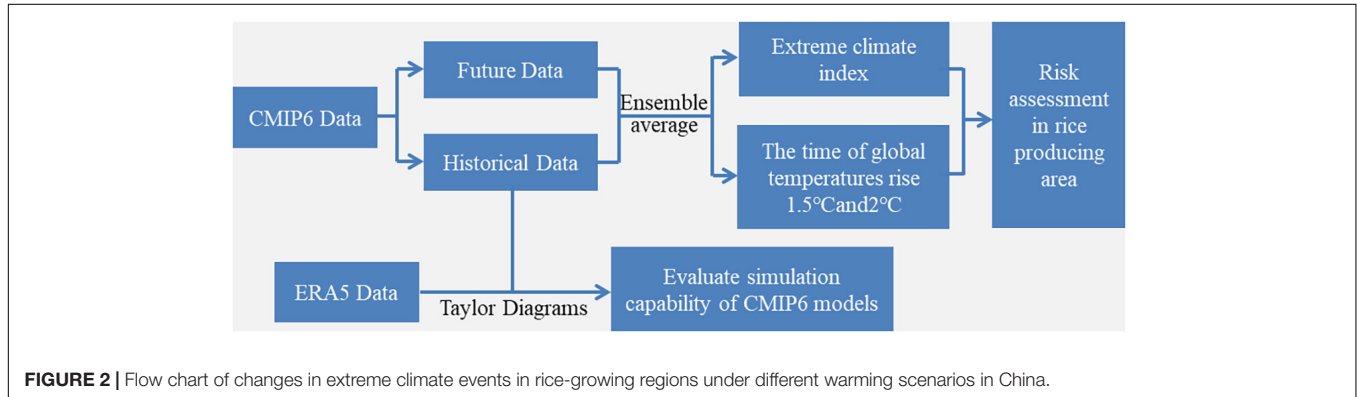 CMIP6 Data
Future Data
Historical Data
Ensemble
average
Extreme climate
index
The time of global
temperatures rise
1.5°Cand2°C
Risk
assessment
in rice
producing
area
ERA5 Data
Taylor Diagrams
Evaluate simulation
capability of CMIP6 models
FIGURE 2 | Flow chart of changes in extreme climate events in rice-growing regions under different warming scenarios in China.